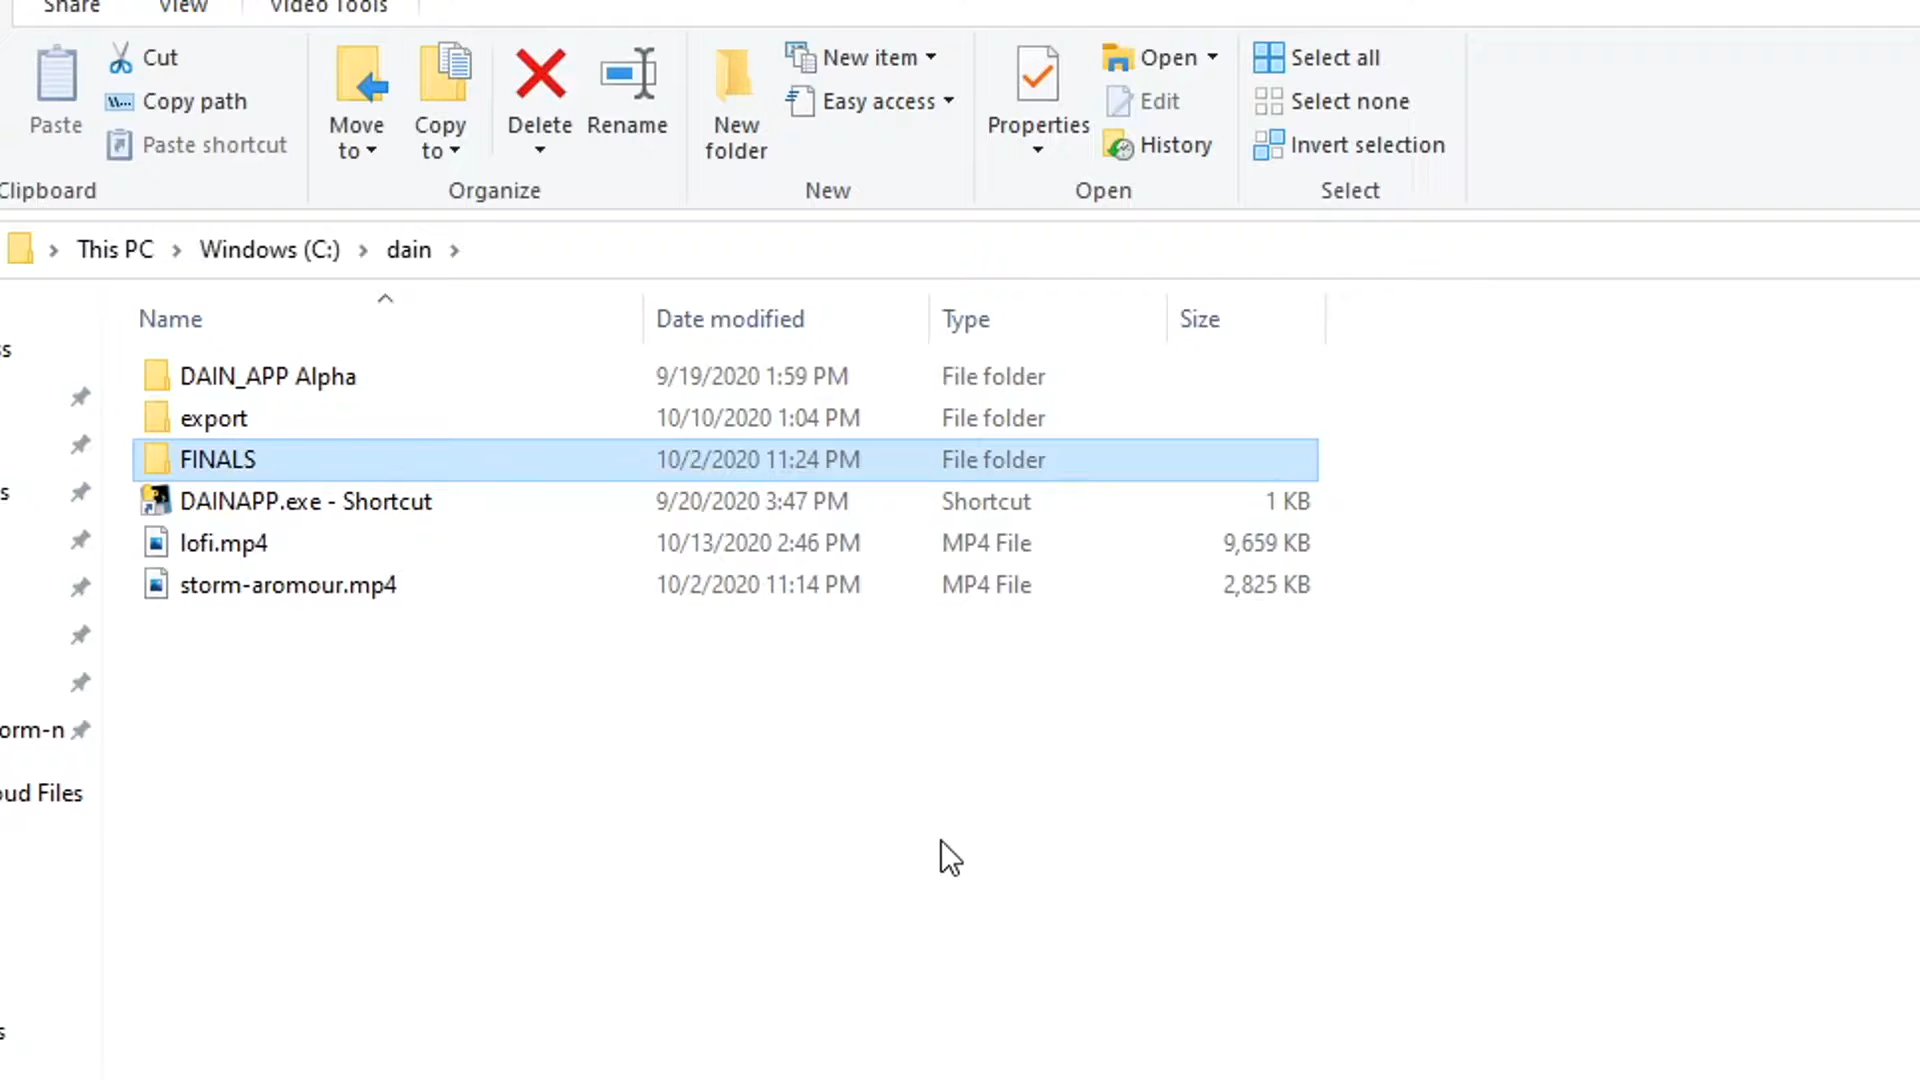 Share View Video Tools
Cut
Copy path
Paste
Paste shortcut
Clipboard
Move to
Copy to
Delete
Rename
Organize
New folder
New item
Easy access
New
Properties
Open
Edit
History
Open
Select all
Select none
Invert selection
Select
This PC > Windows (C:) > dain >
Name Date modified Type Size
DAIN_APP Alpha 9/19/2020 1:59 PM File folder
export 10/10/2020 1:04 PM File folder
FINALS 10/2/2020 11:24 PM File folder
DAINAPP.exe - Shortcut 9/20/2020 3:47 PM Shortcut 1 KB
lofi.mp4 10/13/2020 2:46 PM MP4 File 9,659 KB
storm-aromour.mp4 10/2/2020 11:14 PM MP4 File 2,825 KB
orm-n
oud Files